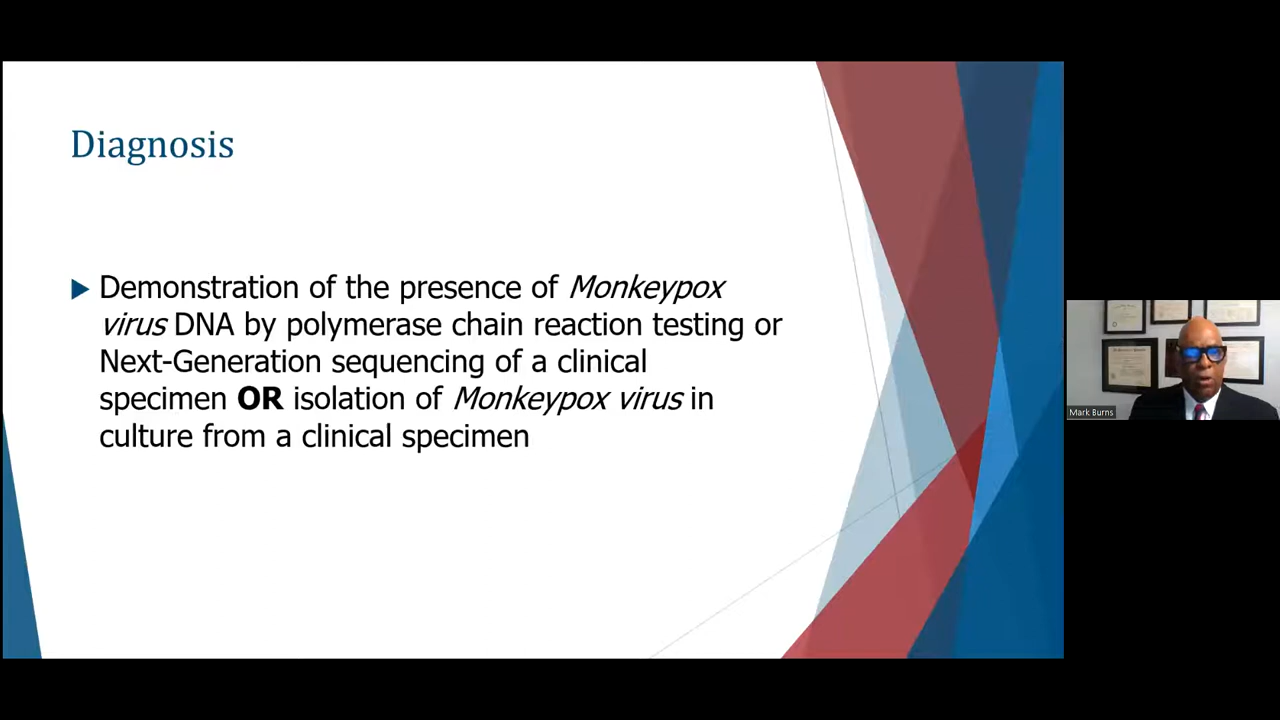 Diagnosis
Demonstration of the presence of Monkeypox
virus DNA by polymerase chain reaction testing or
Next-Generation sequencing of a clinical
specimen OR isolation of Monkeypox virus in
culture from a clinical specimen
Mark Burns